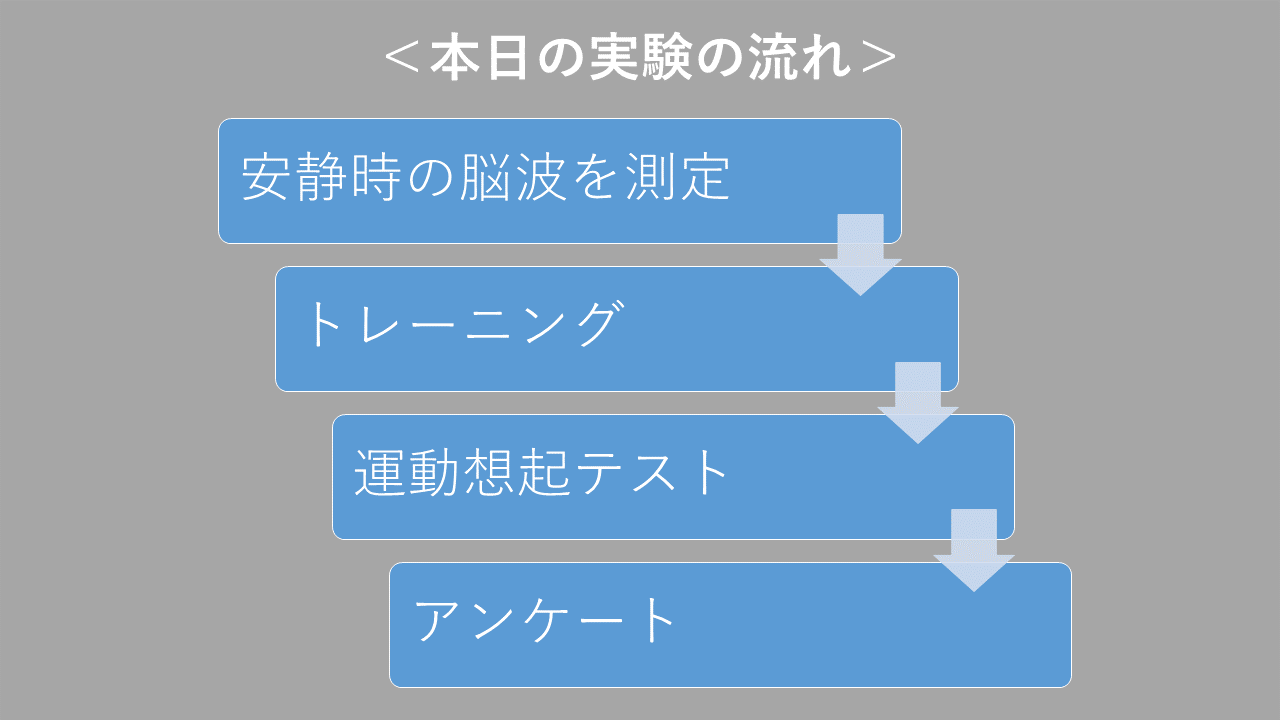 ＜本日の実験の流れ＞
安静時の脳波を測定
トレーニング
運動想起テスト
アンケート